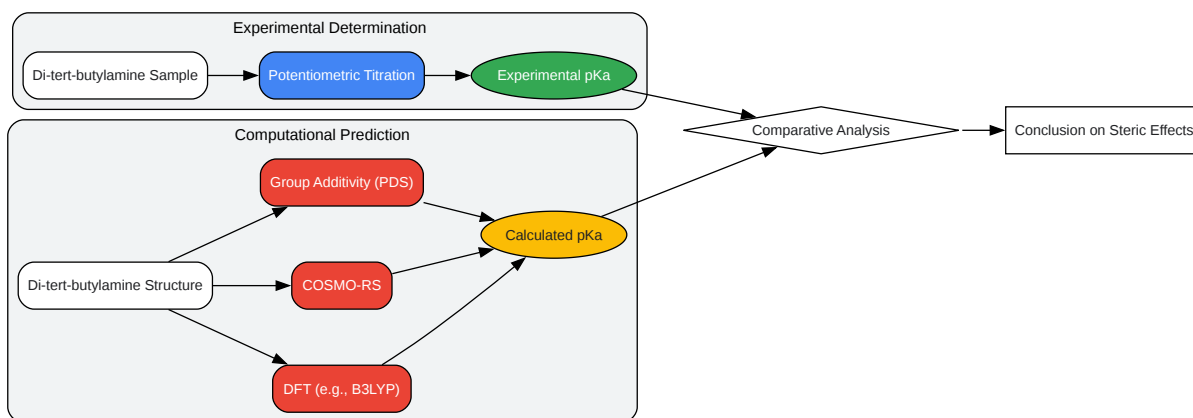 Experimental Determination
Di-tert-butylamine Sample
Potentiometric Titration
Experimental pKa
Computational Prediction
Group Additivity (PDS)
Di-tert-butylamine Structure
COSMO-RS
DFT (e.g., B3LYP)
Calculated pKa
Comparative Analysis
Conclusion on Steric Effects